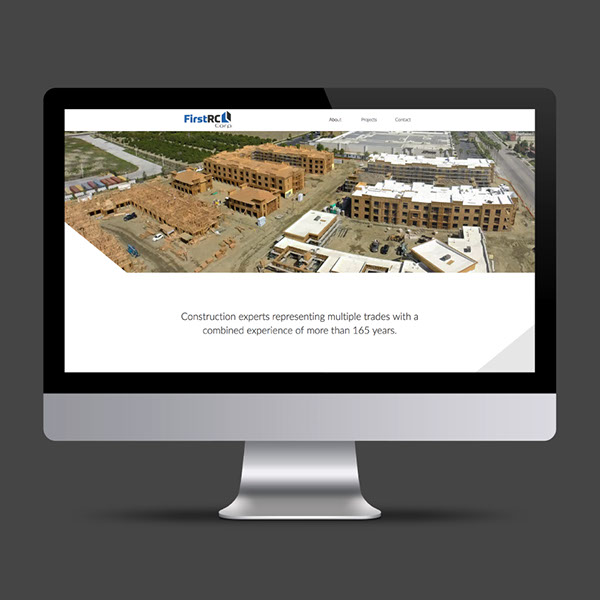 FirstRC
Corp
About
Projects
Contact
Construction experts representing multiple trades with a
combined experience of more than 165 years.